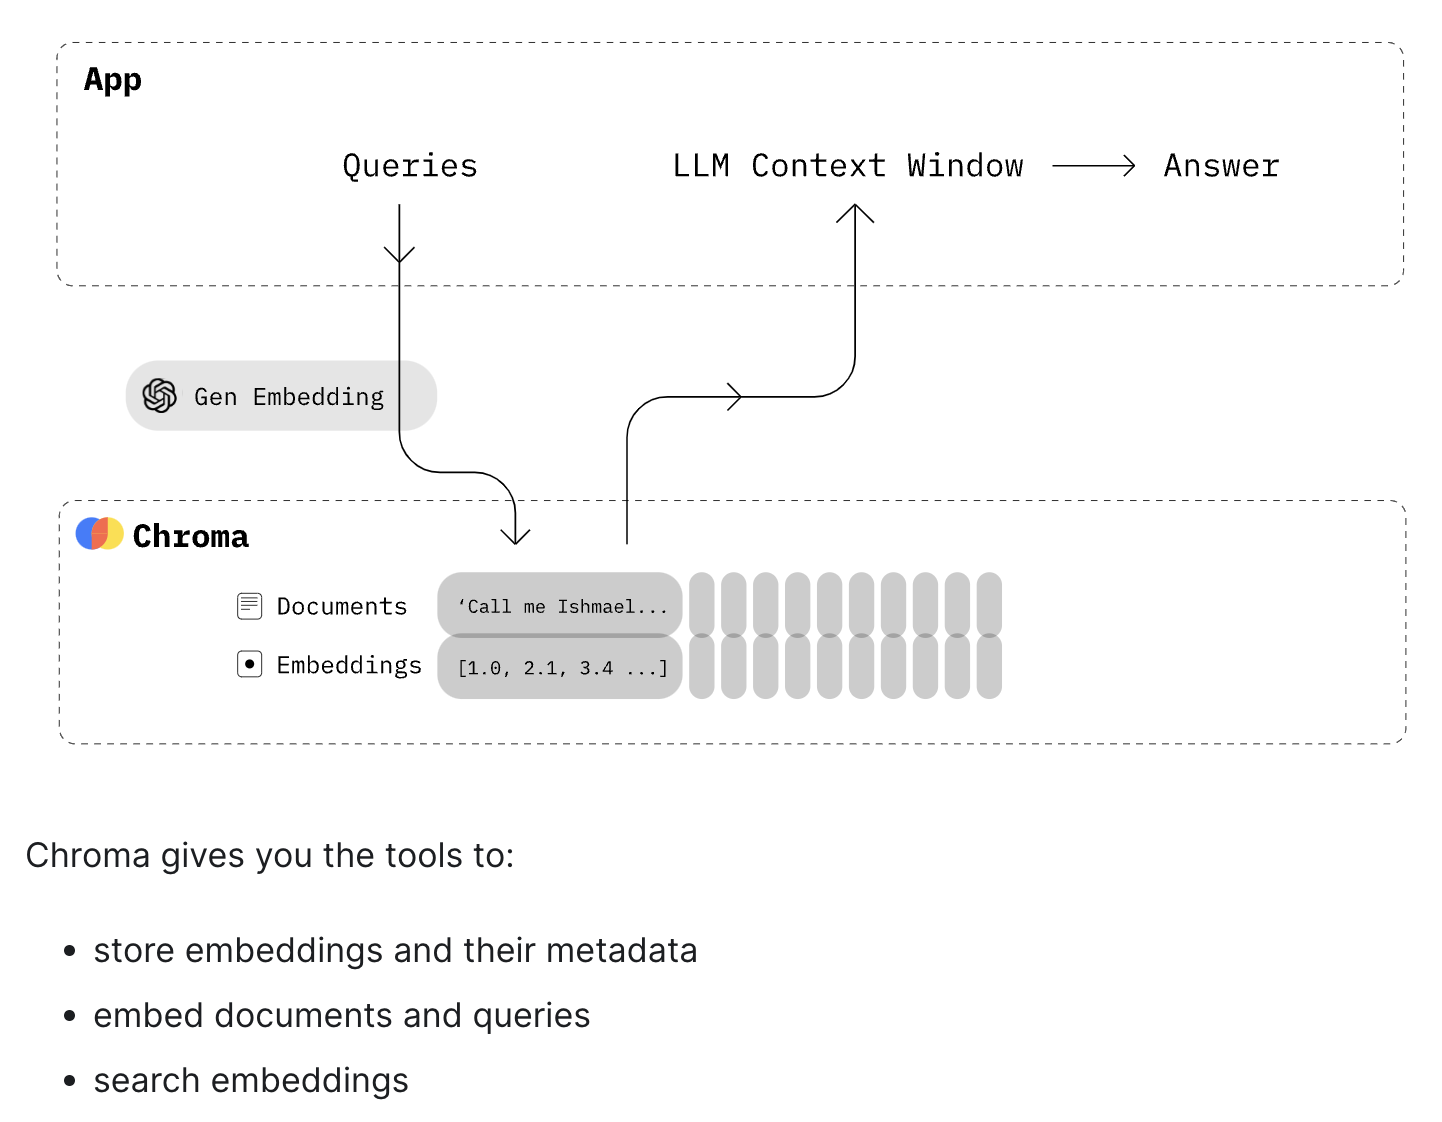 App
Queries
LLM Context Window
Answer
Gen Embedding
Chroma
Documents
‘Call me Ishmael...
Embeddings
[1.0, 2.1, 3.4 ...]
Chroma gives you the tools to:
• store embeddings and their metadata
• embed documents and queries
• search embeddings